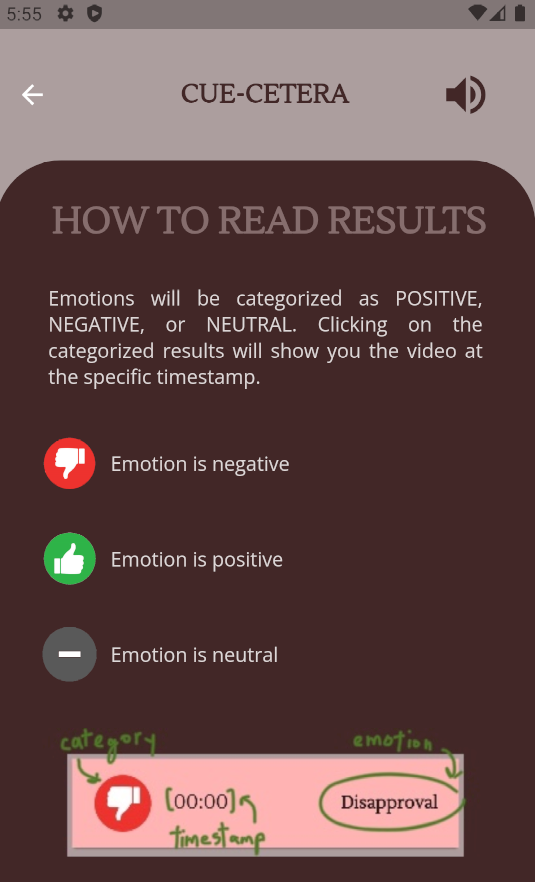 5:55
CUE-CETERA
HOW TO READ RESULTS
Emotions will be categorized as POSITIVE,
NEGATIVE, or NEUTRAL. Clicking on the
categorized results will show you the video at
the specific timestamp.
Emotion is negative
Emotion is positive
Emotion is neutral
category
emotion
[00:00]
Disapproval
timestamp